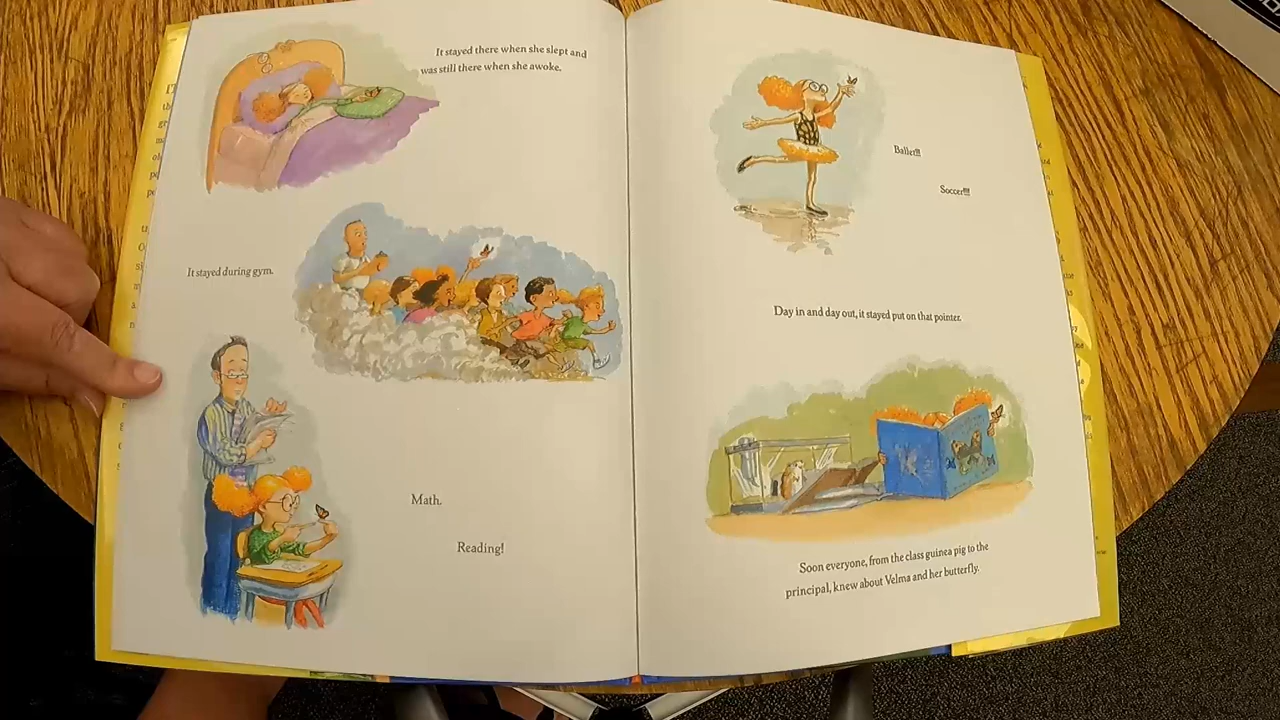 It stayed there when she slept and
was still there when she awoke.
It stayed during gym.
Math.
Reading!
Ballet!!!
Soccer!!!!
Day in and day out, it stayed put on that pointer.
Soon everyone, from the class guinea pig to the
principal, knew about Velma and her butterfly.